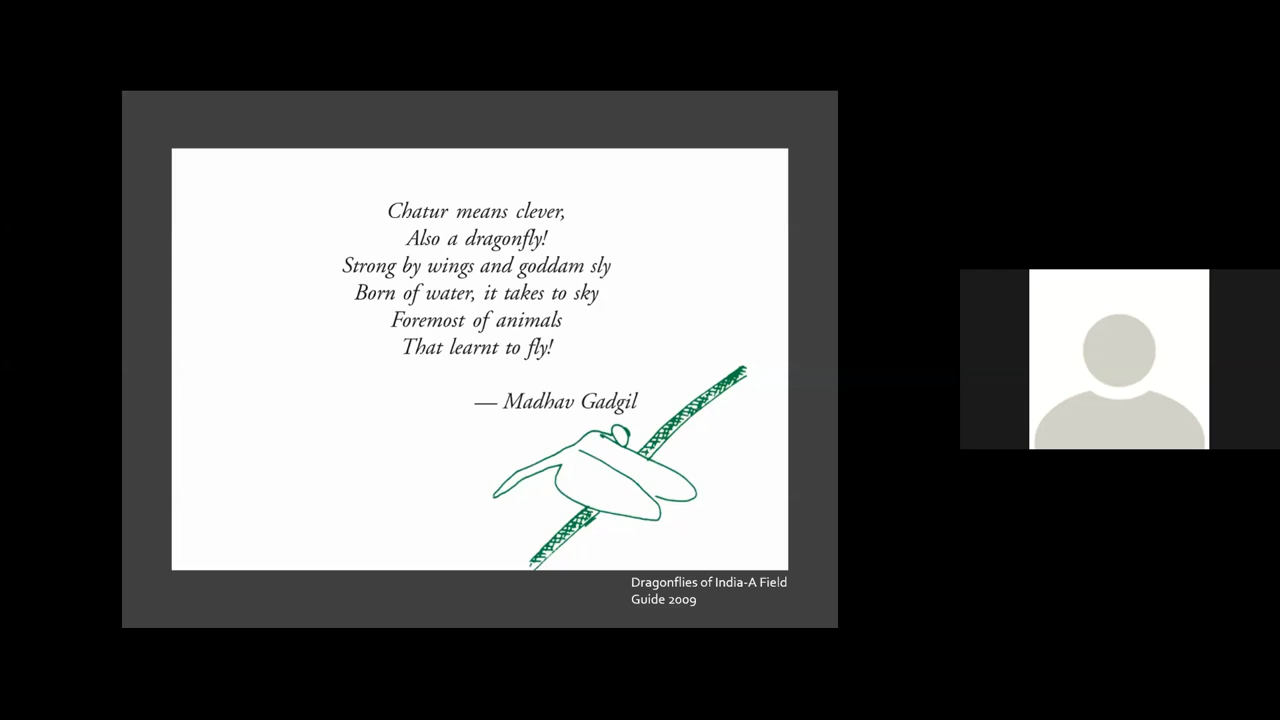 Chatur means clever,
Also a dragonfly!
Strong by wings and goddam sly
Born of water, it takes to sky
Foremost of animals
That learnt to fly!
— Madhav Gadgil
Dragonflies of India-A Field
Guide 2009